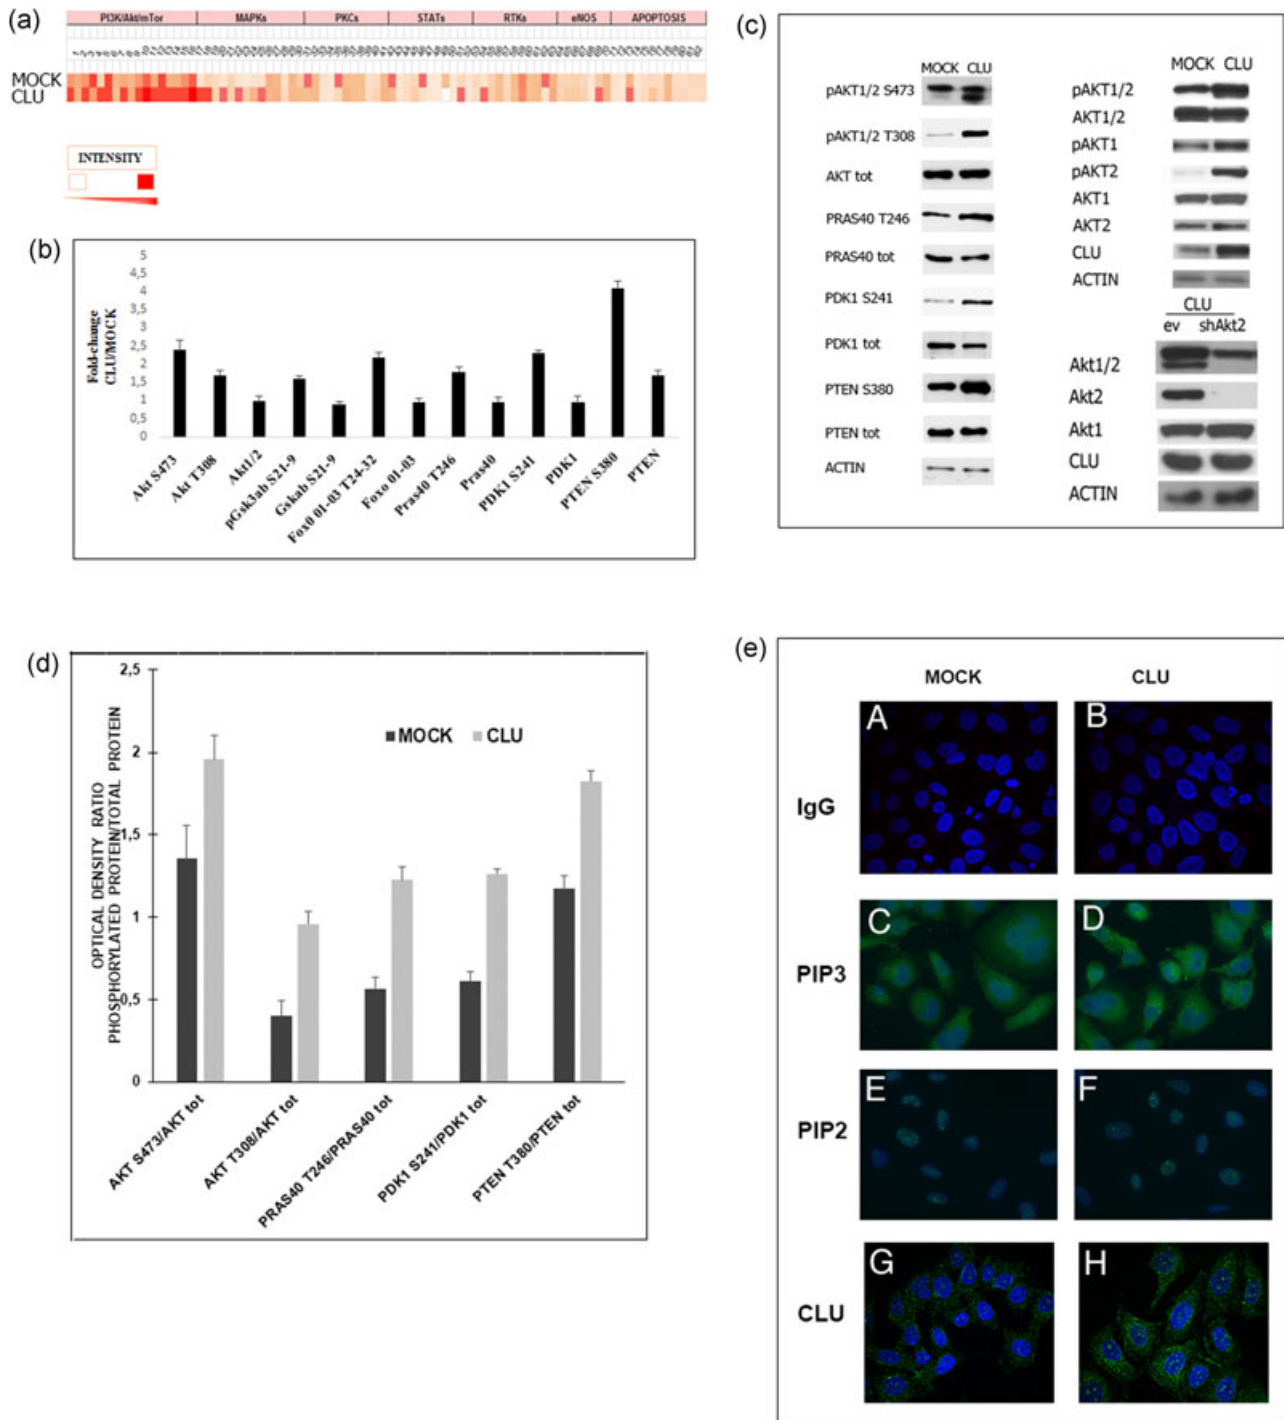 (a)
PI3K/Akt/mTor MAPKs PKCs STATs RTKs eNOS APOPTOSIS
MOCK
CLU
INTENSITY
(b)
Fold-change
CLU/MOCK
5
4,5
4
3,5
3
2,5
2
1,5
1
0,5
0
Akt S473
Akt T308
Akt1/2
pGsk3ab S21-9
Gskab S21-9
Fox0 01-03 T24-32
Foxo 01-03
Pras40 T246
Pras40
PDK1 S241
PDK1
PTEN S380
PTEN
(c)
MOCK CLU
pAKT1/2 S473
pAKT1/2 T308
AKT tot
PRAS40 T246
PRAS40 tot
PDK1 S241
PDK1 tot
PTEN S380
PTEN tot
ACTIN
MOCK CLU
pAKT1/2
AKT1/2
pAKT1
pAKT2
AKT1
AKT2
CLU
ACTIN
CLU
ev shAkt2
Akt1/2
Akt2
Akt1
CLU
ACTIN
(d)
OPTICAL DENSITY RATIO
PHOSPHORYLATED PROTEIN/TOTAL PROTEIN
2,5
2
1,5
1
0,5
0
MOCK CLU
AKT S473/AKT tot
AKT T308/AKT tot
PRAS40 T246/PRAS40 tot
PDK1 S241/PDK1 tot
PTEN T380/PTEN tot
(e)
MOCK CLU
A B
IgG
C D
PIP3
E F
PIP2
G H
CLU